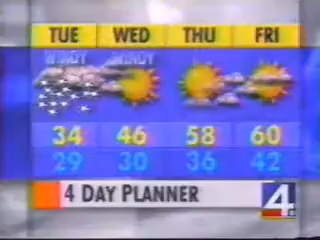 TUE WED THU FRI
WINDY WINDY
34 46 58 60
29 30 36 42
4 DAY PLANNER 4